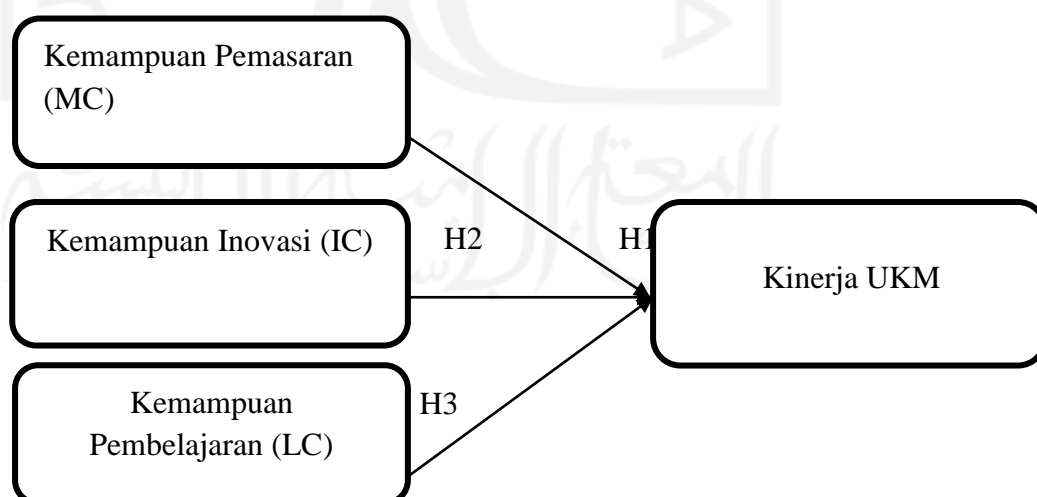 Kemampuan Pemasaran
(MC)
Kemampuan Inovasi (IC)
H2
H1
Kinerja UKM
Kemampuan
Pembelajaran (LC)
H3